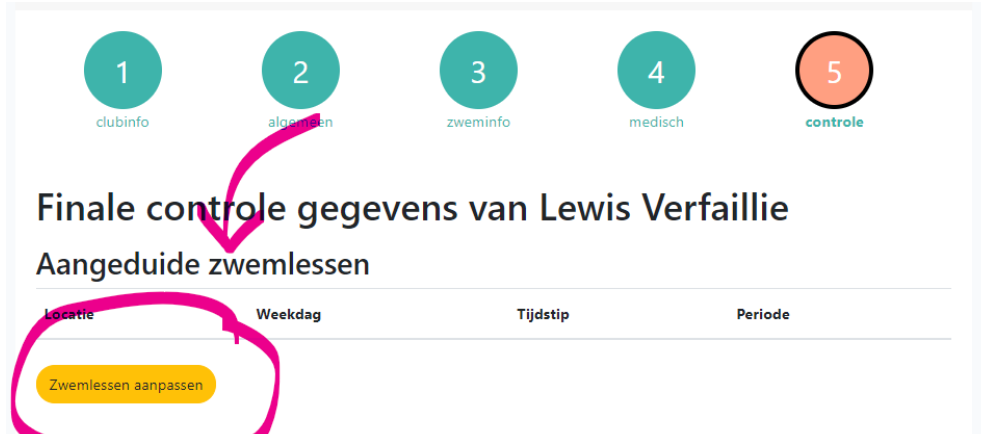 1 2 3 4 5
clubinfo algemeen zweminfo medisch controle
Finale controle gegevens van Lewis Verfaillie
Aangeduide zwemlessen
Locatie Weekdag Tijdstip Periode
Zwemlessen aanpassen